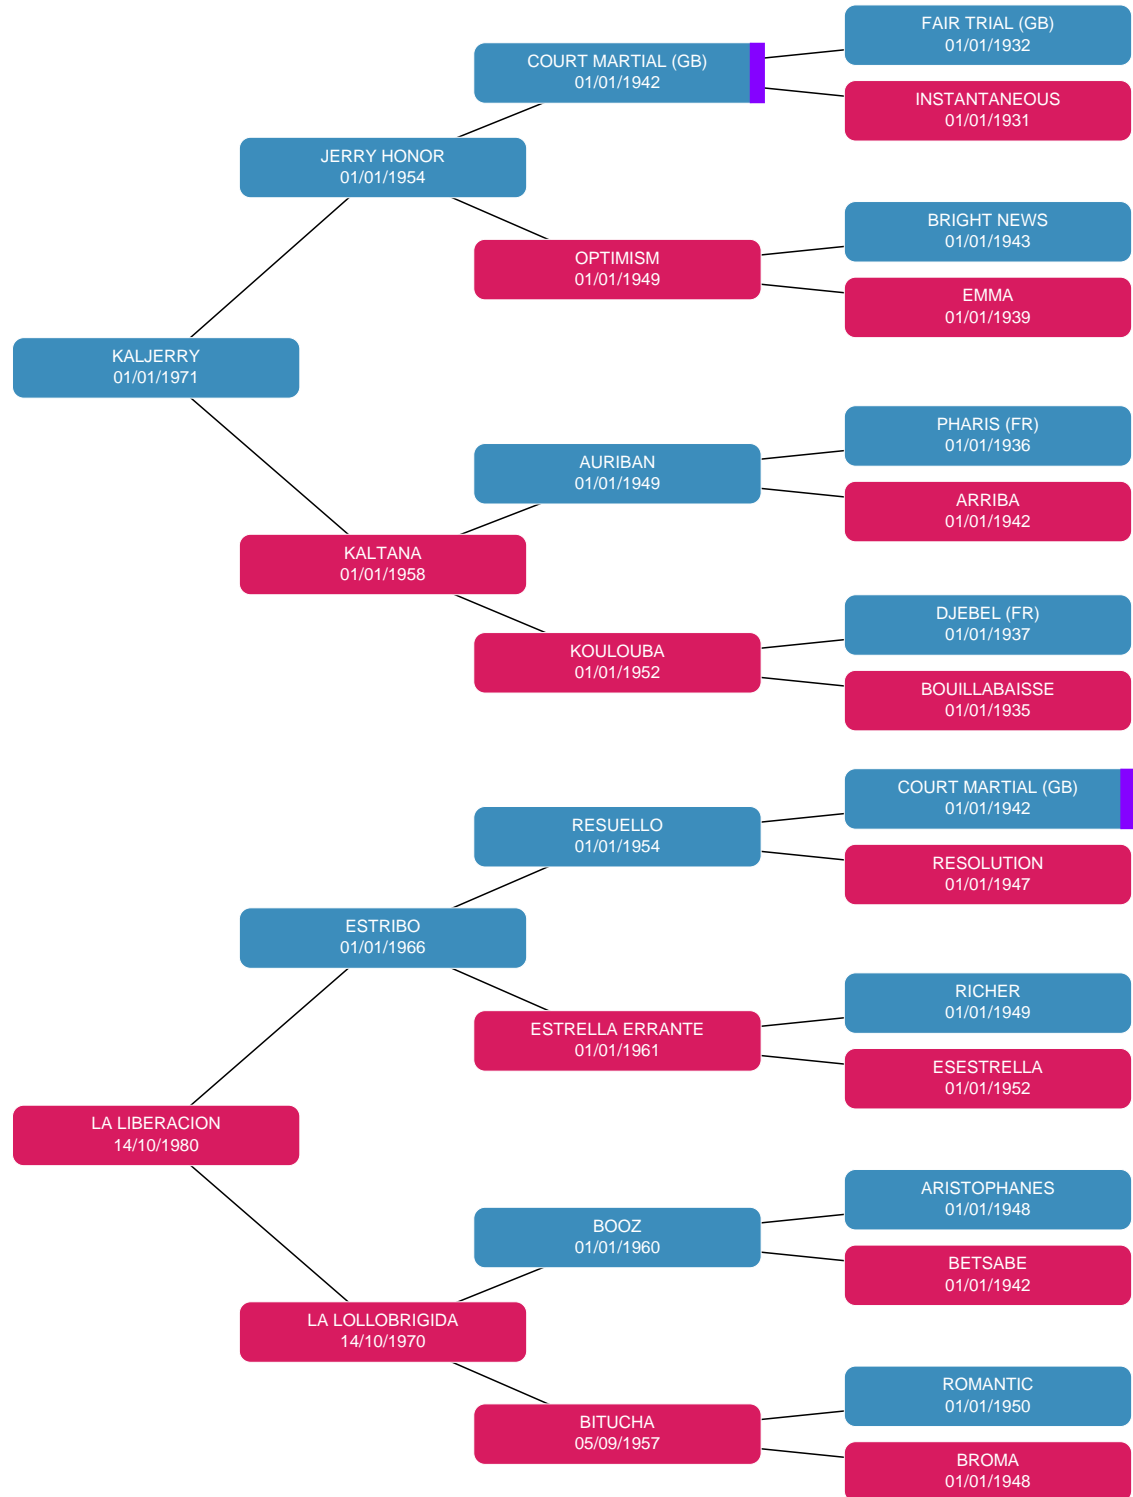 FAIR TRIAL (GB)
01/01/1932
COURT MARTIAL (GB)
01/01/1942
INSTANTANEOUS
01/01/1931
JERRY HONOR
01/01/1954
BRIGHT NEWS
01/01/1943
OPTIMISM
01/01/1949
EMMA
01/01/1939
KALJERRY
01/01/1971
PHARIS (FR)
01/01/1936
AURIBAN
01/01/1949
ARRIBA
01/01/1942
KALTANA
01/01/1958
DJEBEL (FR)
01/01/1937
KOULOUBA
01/01/1952
BOUILLABAISSE
01/01/1935
COURT MARTIAL (GB)
01/01/1942
RESUELLO
01/01/1954
RESOLUTION
01/01/1947
ESTRIBO
01/01/1966
RICHER
01/01/1949
ESTRELLA ERRANTE
01/01/1961
ESESTRELLA
01/01/1952
LA LIBERACION
14/10/1980
ARISTOPHANES
01/01/1948
BOOZ
01/01/1960
BETSABE
01/01/1942
LA LOLLOBRIGIDA
14/10/1970
ROMANTIC
01/01/1950
BITUCHA
05/09/1957
BROMA
01/01/1948